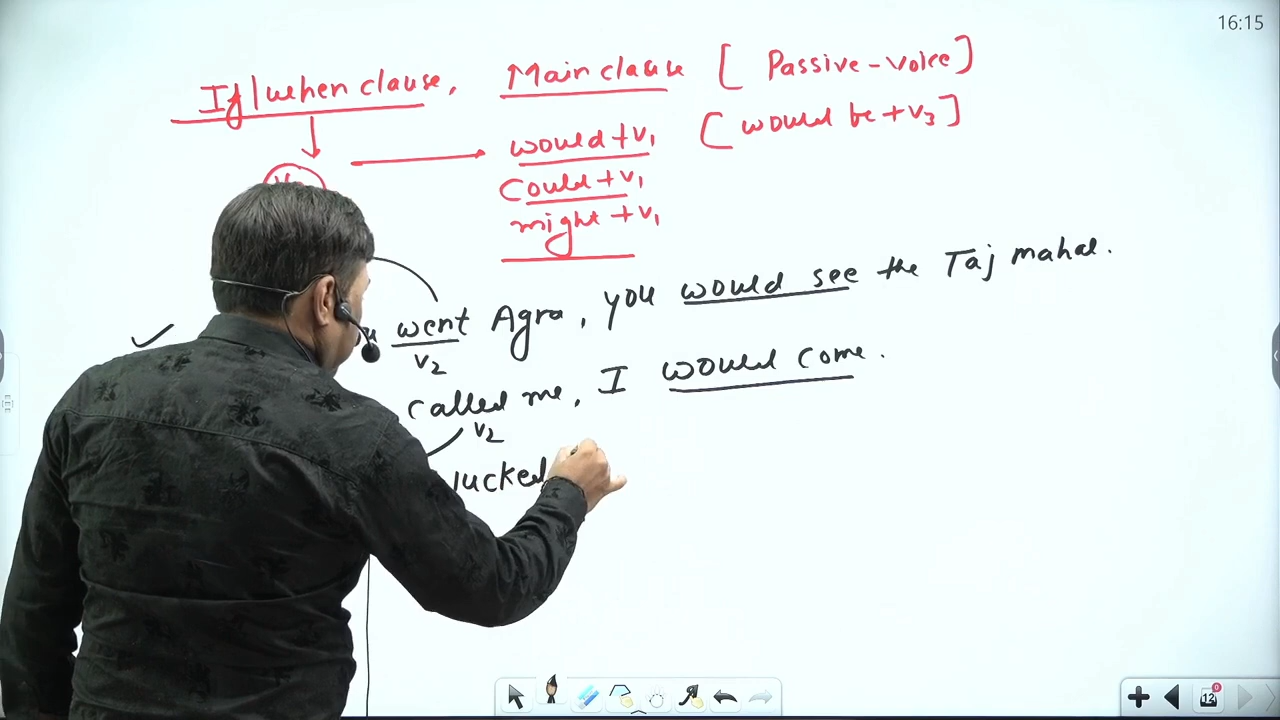 16:15
If/when clause, Main clause [ Passive-voice]
would+v1 [would be +v3]
could+v1
might +v1
went Agra, you would see the Taj mahal.
v2
called me, I would come.
v2
lucked
12